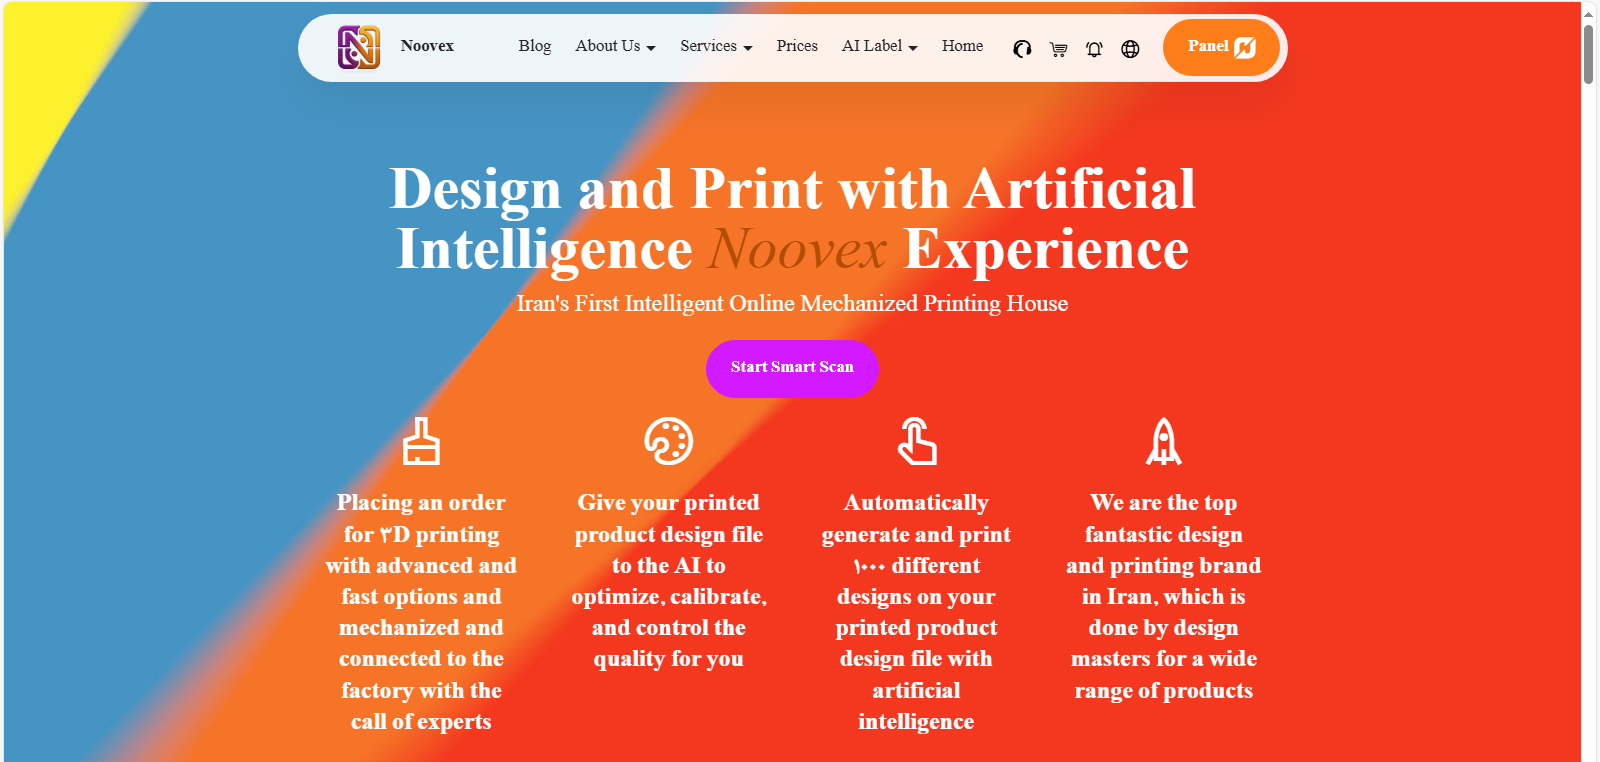 Noovex Blog About Us Services Prices AI Label Home Panel
Design and Print with Artificial
Intelligence Noovex Experience
Iran's First Intelligent Online Mechanized Printing House
Start Smart Scan
Placing an order
for ۳D printing
with advanced and
fast options and
mechanized and
connected to the
factory with the
call of experts
Give your printed
product design file
to the AI to
optimize, calibrate,
and control the
quality for you
Automatically
generate and print
۱۰۰۰ different
designs on your
printed product
design file with
artificial
intelligence
We are the top
fantastic design
and printing brand
in Iran, which is
done by design
masters for a wide
range of products